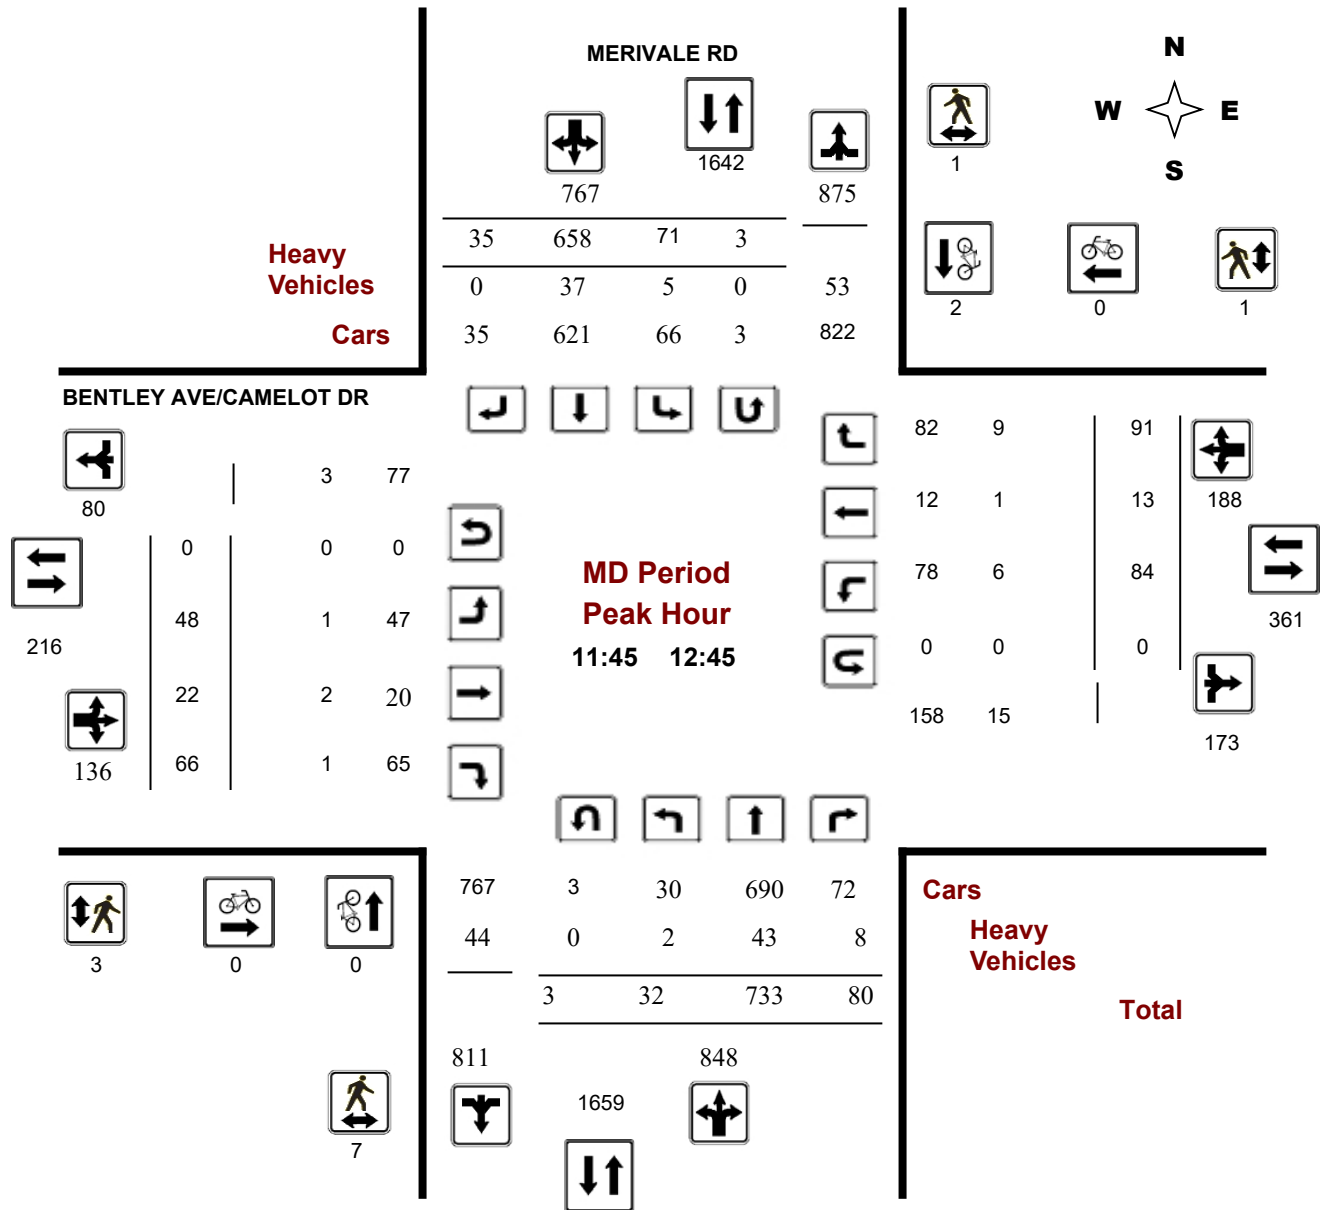 MERIVALE RD
N
W E
S
1642
1
767 875
35 658 71 3
Heavy
Vehicles
0 37 5 0 53
2 0 1
Cars
35 621 66 3 822
BENTLEY AVE/CAMELOT DR
82 9 91
3 77
80
12 1 13 188
0 0 0
MD Period
78 6 84
Peak Hour
48 1 47
361
216
11:45 12:45
0 0 0
22 2 20
158 15
173
136 66 1 65
767 3 30 690 72
Cars
44 0 2 43 8
Heavy
Vehicles
3 0 0
3 32 733 80
Total
811 848
1659
7